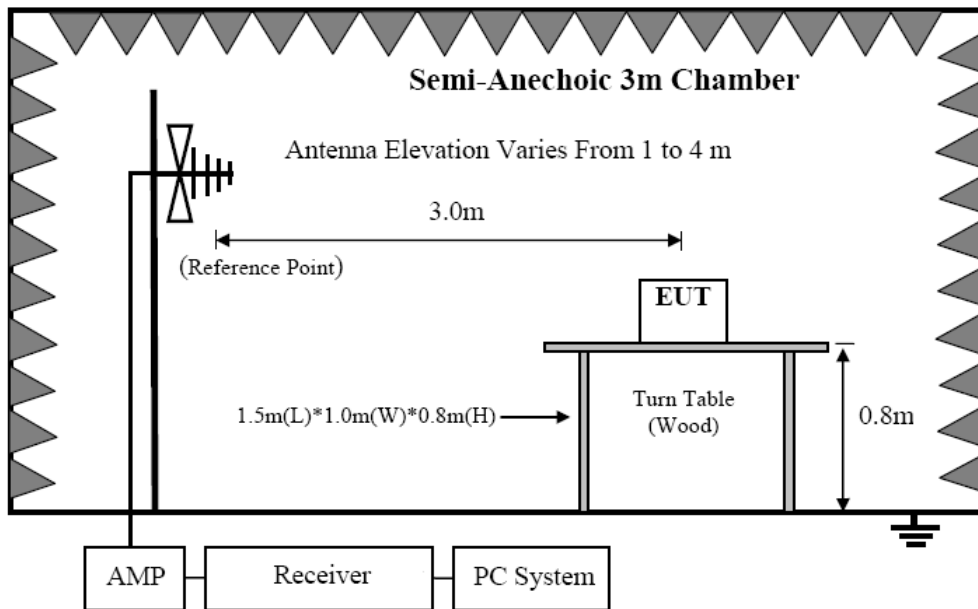 Semi-Anechoic 3m Chamber
Antenna Elevation Varies From 1 to 4 m
3.0m
(Reference Point)
EUT
1.5m(L)*1.0m(W)*0.8m(H)
Turn Table
(Wood)
0.8m
AMP
Receiver
PC System